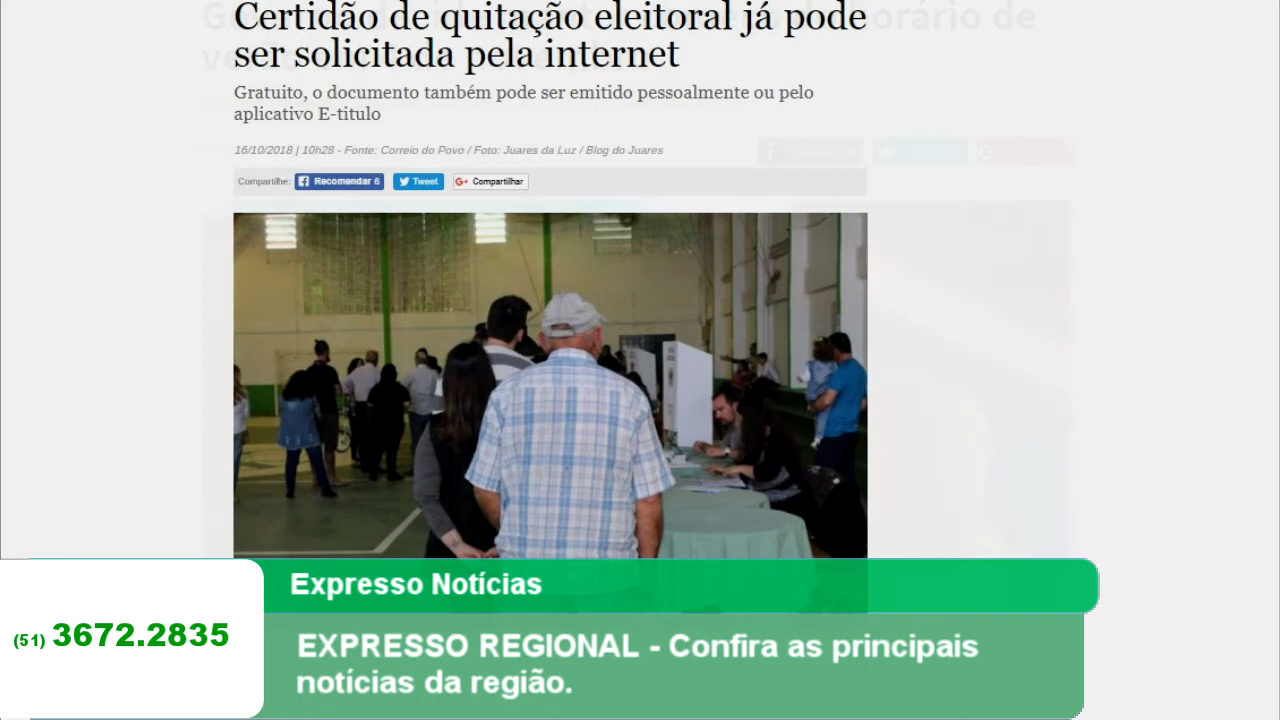 Certidão de quitação eleitoral já pode
ser solicitada pela internet
Gratuito, o documento também pode ser emitido pessoalmente ou pelo
aplicativo E-titulo
16/10/2018 | 10h28 - Fonte: Correio do Povo / Foto: Juares da Luz / Blog do Juares
Compartilhe: Recomendar 6 Tweet G+ Compartilhar
Expresso Notícias
(51) 3672.2835
EXPRESSO REGIONAL - Confira as principais
notícias da região.